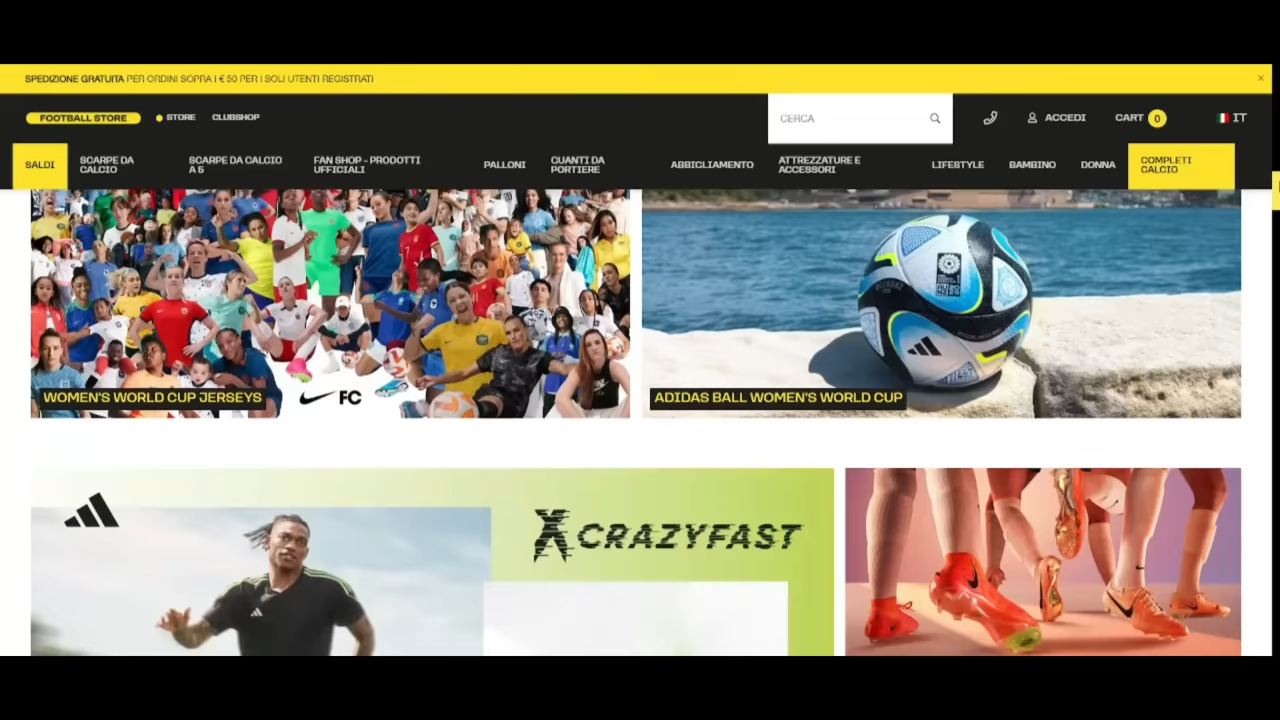 SPEDIZIONE GRATUITA PER ORDINI SOPRA I € 50 PER I SOLI UTENTI REGISTRATI ×
FOOTBALL STORE
STORE
CLUBSHOP
CERCA
ACCEDI
CART 0
IT
SALDI
SCARPE DA
CALCIO
SCARPE DA CALCIO
A 5
FAN SHOP - PRODOTTI
UFFICIALI
PALLONI
GUANTI DA
PORTIERE
ABBIGLIAMENTO
ATTREZZATURE E
ACCESSORI
LIFESTYLE
BAMBINO
DONNA
COMPLETI
CALCIO
WOMEN'S WORLD CUP JERSEYS
FC
ADIDAS BALL WOMEN'S WORLD CUP
X CRAZYFAST